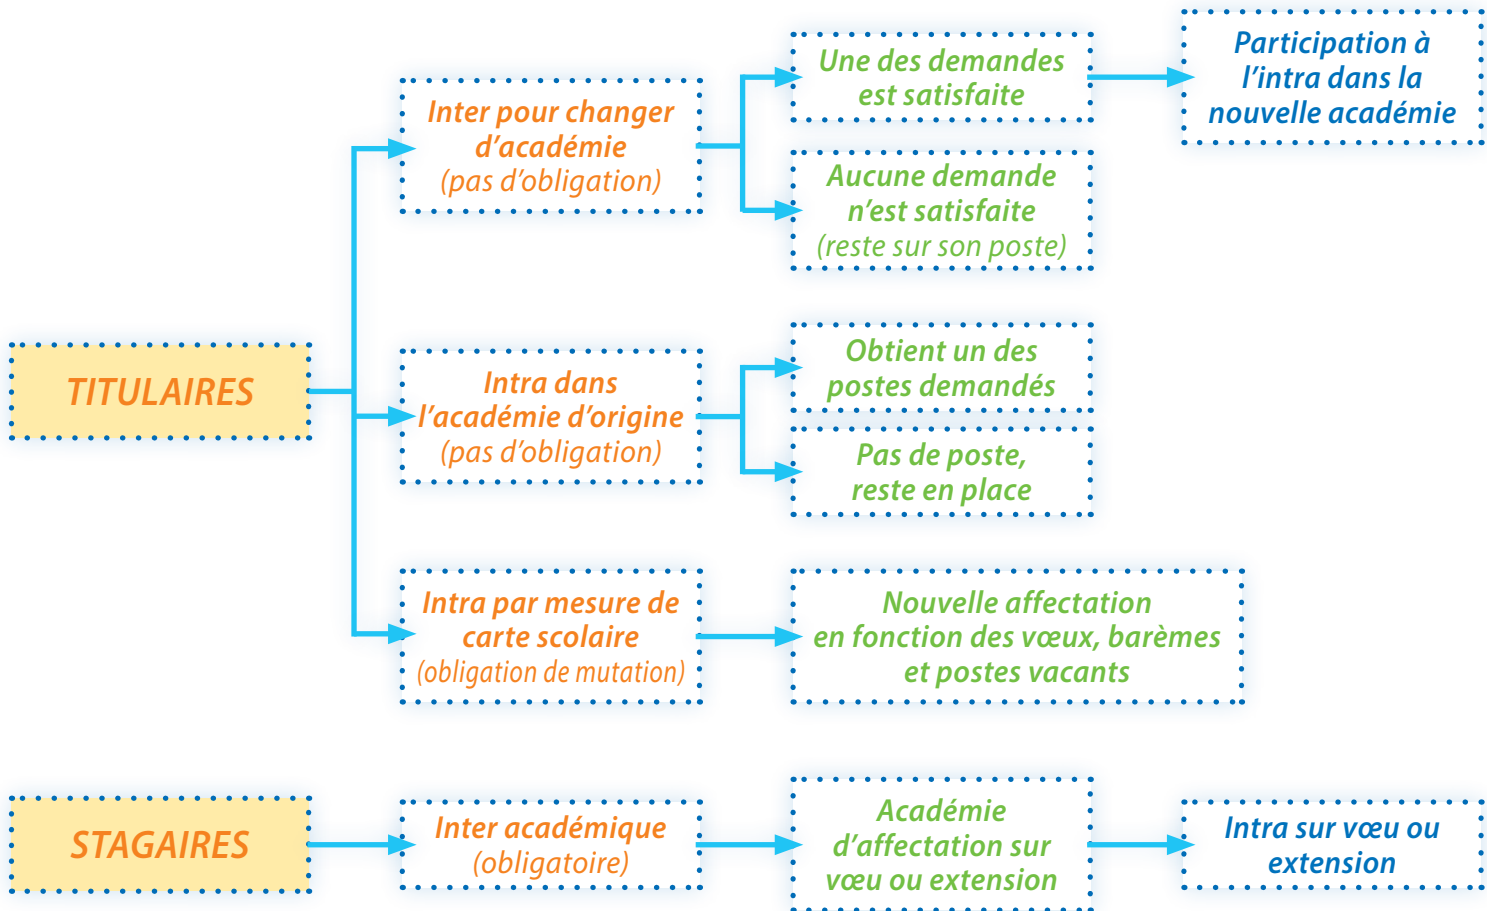 TITULAIRES
Inter pour changer
d’académie
(pas d’obligation)
Une des demandes
est satisfaite
Participation à
l’intra dans la
nouvelle académie
Aucune demande
n’est satisfaite
(reste sur son poste)
Intra dans
l’académie d’origine
(pas d’obligation)
Obtient un des
postes demandés
Pas de poste,
reste en place
Intra par mesure de
carte scolaire
(obligation de mutation)
Nouvelle affectation
en fonction des vœux, barèmes
et postes vacants
STAGAIRES
Inter académique
(obligatoire)
Académie
d’affectation sur
vœu ou extension
Intra sur vœu ou
extension